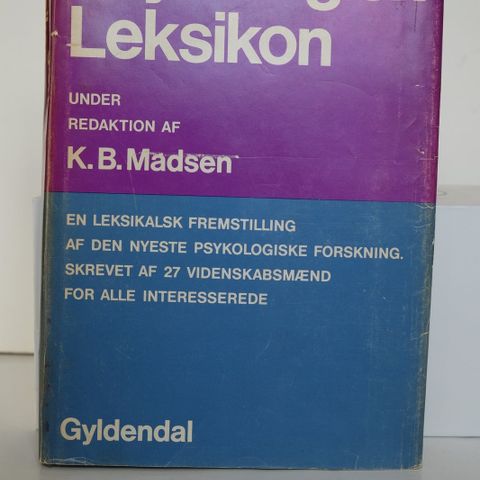 Leksikon
UNDER
REDAKTION AF
K. B. Madsen
EN LEKSIKALSK FREMSTILLING
AF DEN NYESTE PSYKOLOGISKE FORSKNING.
SKREVET AF 27 VIDENSKABSMÆND
FOR ALLE INTERESSEREDE
Gyldendal